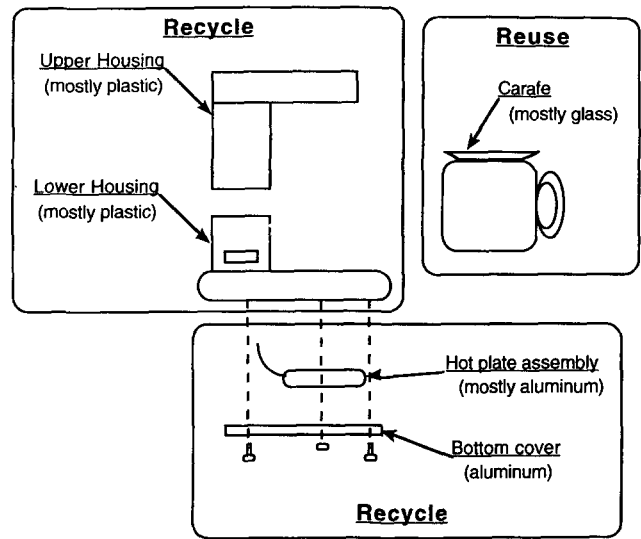 Recycle
Upper Housing
(mostly plastic)
Lower Housing
(mostly plastic)
Reuse
Carafe
(mostly glass)
Hot plate assembly
(mostly aluminum)
Bottom cover
(aluminum)
Recycle